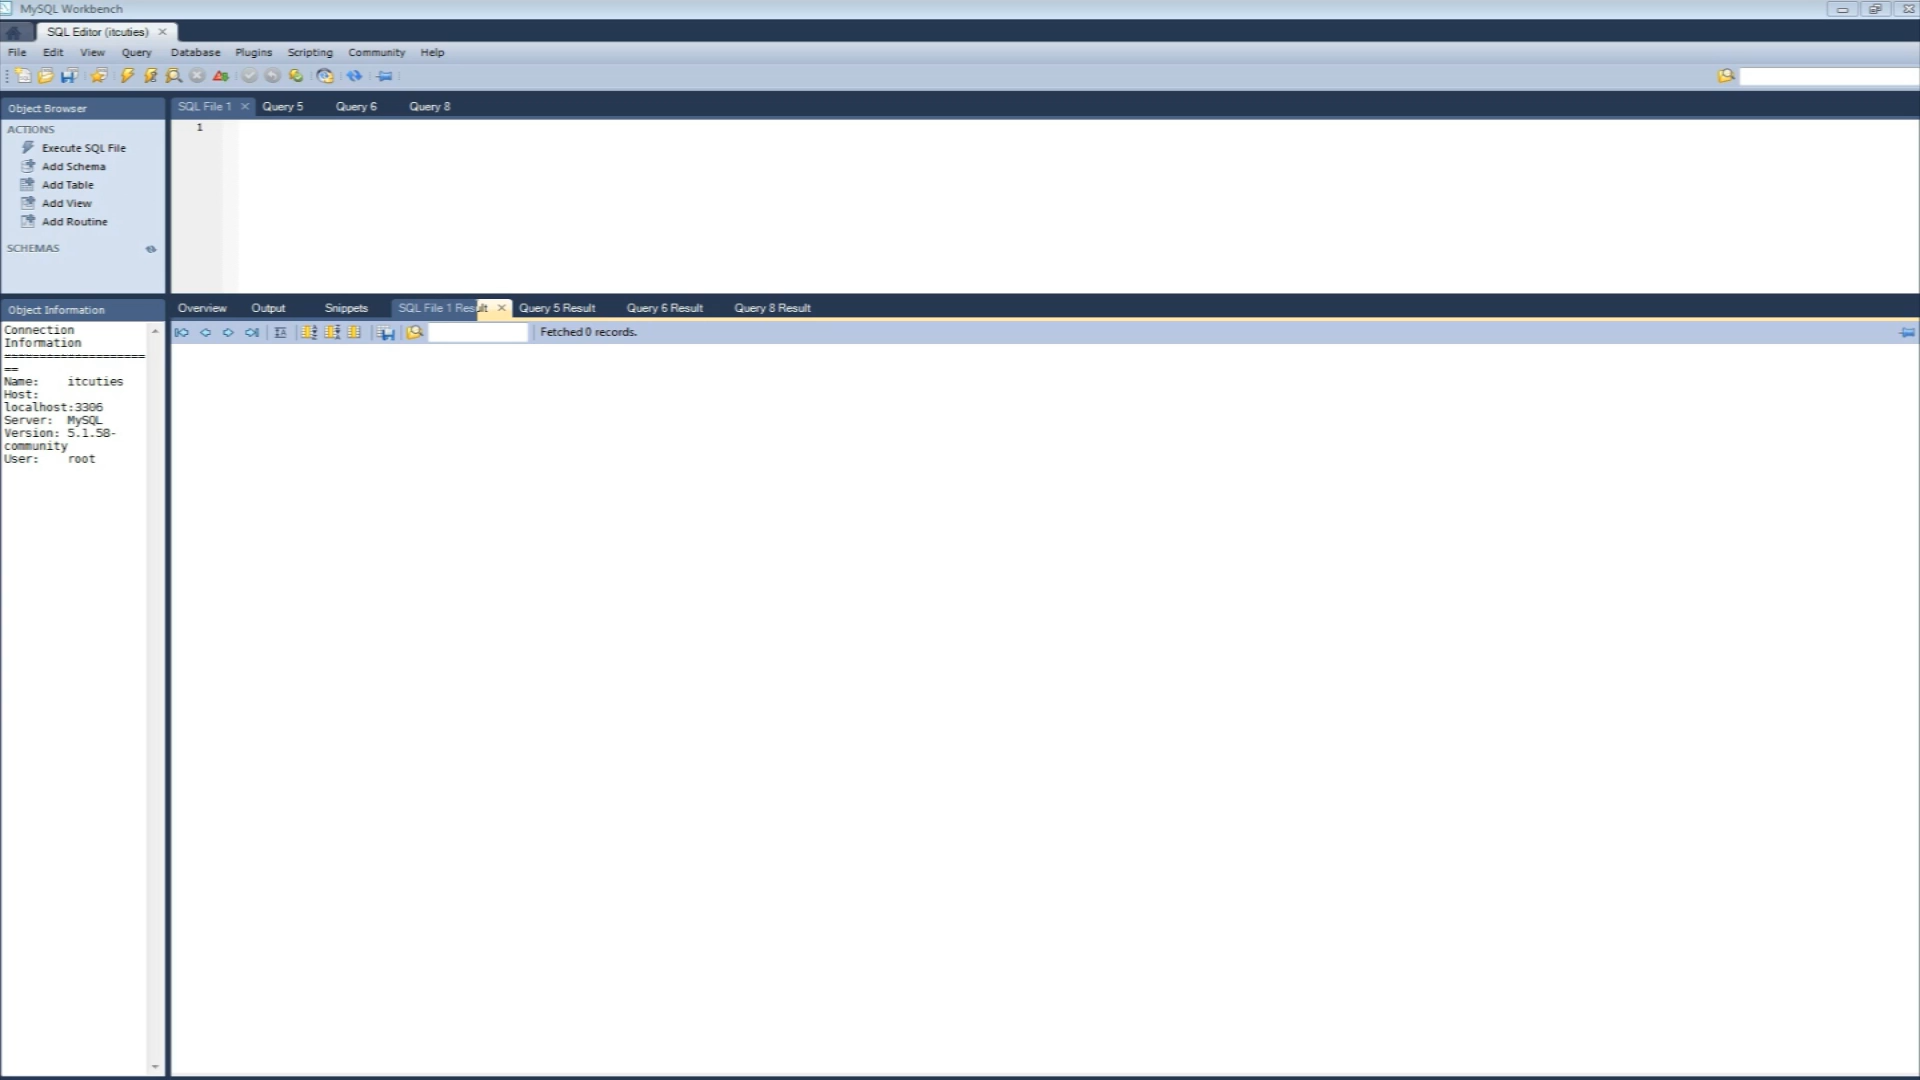 MySQL Workbench
SQL Editor (itcuties)
File Edit View Query Database Plugins Scripting Community Help
Object Browser
SQL File 1 Query 5 Query 6 Query 8
ACTIONS
1
Execute SQL File
Add Schema
Add Table
Add View
Add Routine
SCHEMAS
Object Information
Overview Output Snippets SQL File 1 Result Query 5 Result Query 6 Result Query 8 Result
Fetched 0 records.
Connection
Information
=====================
==
Name: itcuties
Host:
localhost:3306
Server: MySQL
Version: 5.1.58-
community
User: root